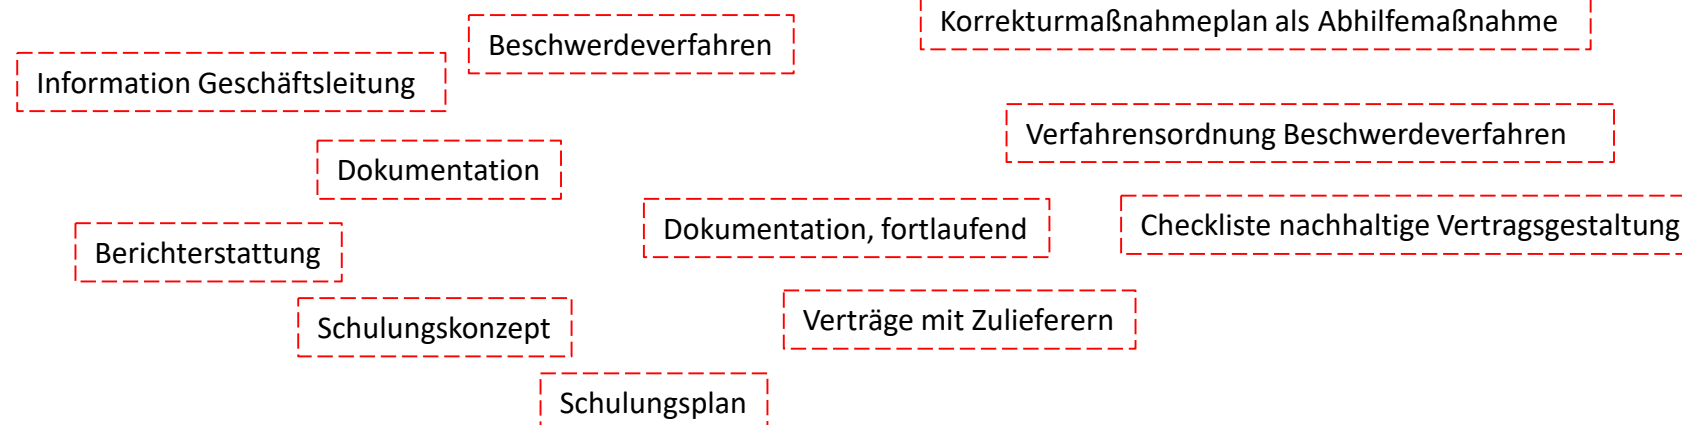 Korrekturmaßnahmeplan als Abhilfemaßnahme
Beschwerdeverfahren
Information Geschäftsleitung
Verfahrensordnung Beschwerdeverfahren
Dokumentation
Checkliste nachhaltige Vertragsgestaltung
Dokumentation, fortlaufend
Berichterstattung
Verträge mit Zulieferern
Schulungskonzept
Schulungsplan